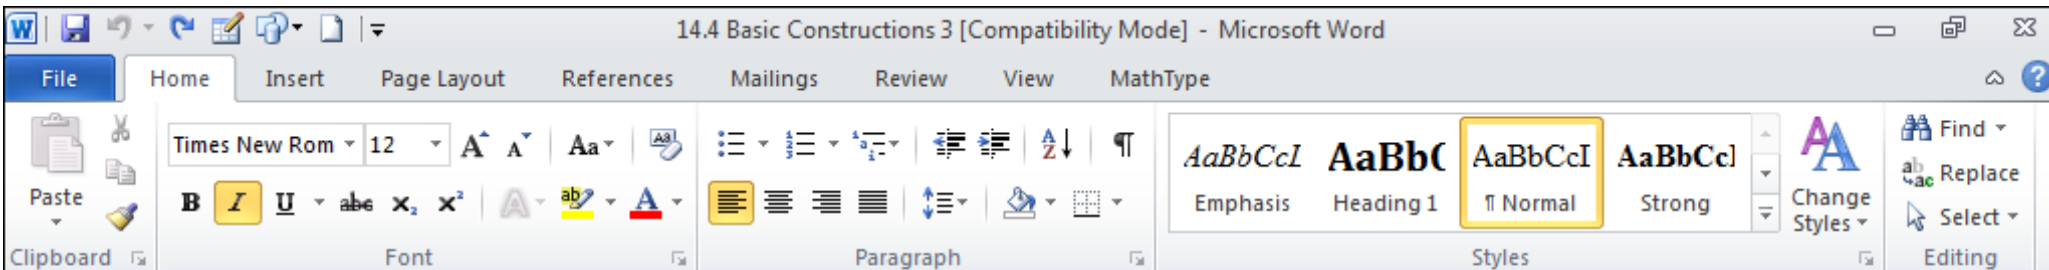 14.4 Basic Constructions 3 [Compatibility Mode] - Microsoft Word
File Home Insert Page Layout References Mailings Review View MathType
Times New Rom 12 A A Aa
AaBbCcI AaBb( AaBbCcI AaBbCcl
Emphasis Heading 1 ¶ Normal Strong
Paste
B I U abc x₂ x² A ab A
Change
Styles
Find
Replace
Select
Clipboard Font Paragraph Styles Editing